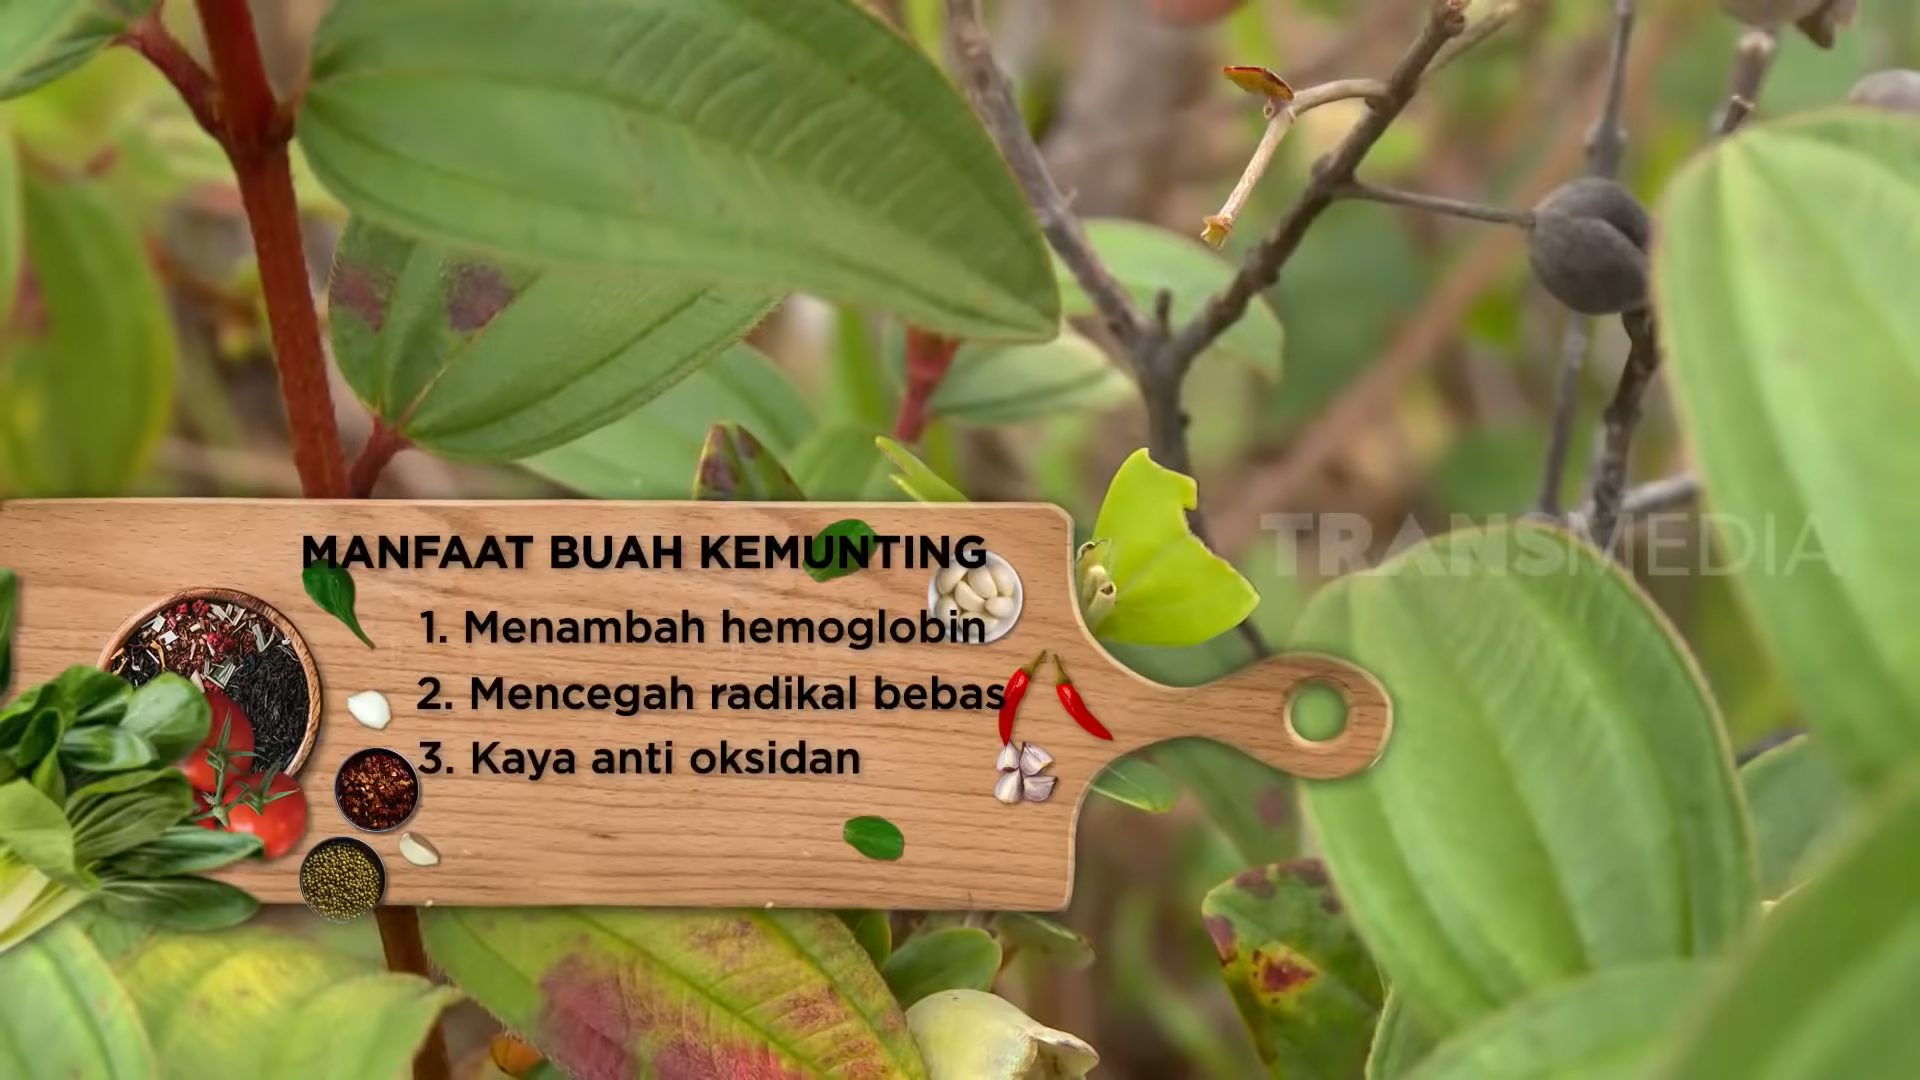 MANFAAT BUAH KEMUNTING
1. Menambah hemoglobin
2. Mencegah radikal bebas
3. Kaya anti oksidan
TRANSMEDIA